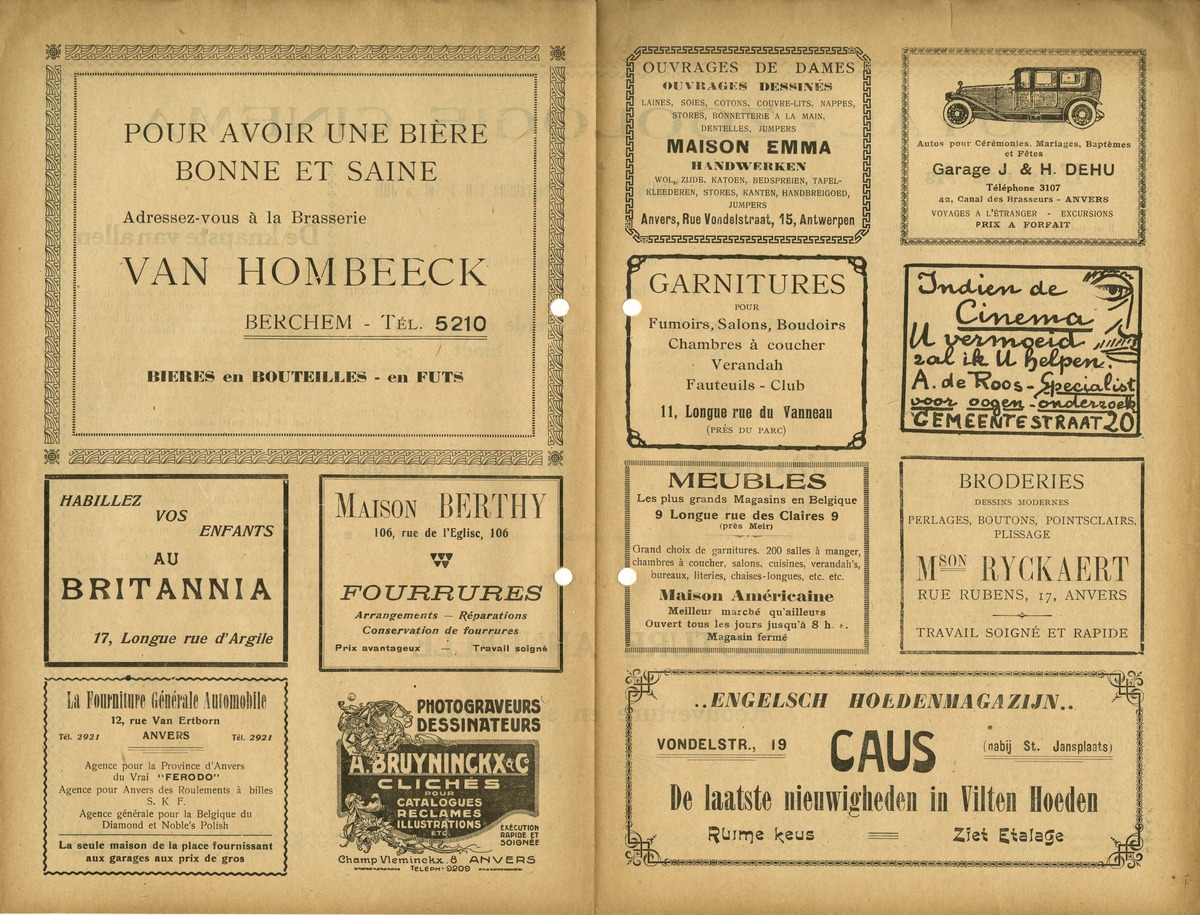 POUR AVOIR UNE BIÈRE
BONNE ET SAINE
Adressez-vous à la Brasserie
VAN HOMBEECK
BERCHEM - TÉL. 5210
BIERES en BOUTEILLES - en FUTS
HABILLEZ
VOS
ENFANTS
AU
BRITANNIA
17, Longue rue d'Argile
MAISON BERTHY
106, rue de l'Eglise, 106
FOURRURES
Arrangements — Réparations
Conservation de fourrures
Prix avantageux — Travail soigné
La Fourniture Générale Automobile
12, rue Van Ertborn
Tél. 2921 ANVERS Tél. 2921
Agence pour la Province d'Anvers
du Vrai "FERODO"
Agence pour Anvers des Roulements à billes
S. K. F.
Agence générale pour la Belgique du
Diamond et Noble's Polish
La seule maison de la place fournissant
aux garages aux prix de gros
PHOTOGRAVEURS
DESSINATEURS
A. BRUYNINCKX & Co
CLICHÉS
POUR
CATALOGUES
RECLAMES
ILLUSTRATIONS
ETC.
EXÉCUTION
RAPIDE ET
SOIGNÉE
Champ Vleminckx. 8 ANVERS
TELEPH. 9209
OUVRAGES DE DAMES
OUVRAGES DESSINÉS
LAINES, SOIES, COTONS, COUVRE-LITS, NAPPES,
STORES, BONNETTERIE A LA MAIN,
DENTELLES, JUMPERS
MAISON EMMA
HANDWERKEN
WOL, ZIJDE, KATOEN, BEDSPREIEN, TAFEL-
KLEEDEREN, STORES, KANTEN, HANDBREIGOED,
JUMPERS
Anvers, Rue Vondelstraat, 15, Antwerpen
Autos pour Cérémonies, Mariages, Baptèmes
et Fêtes
Garage J. & H. DEHU
Téléphone 3107
42, Canal des Brasseurs - ANVERS
VOYAGES A L'ÉTRANGER - EXCURSIONS
PRIX A FORFAIT
GARNITURES
POUR
Fumoirs, Salons, Boudoirs
Chambres à coucher
Verandah
Fauteuils - Club
11, Longue rue du Vanneau
(PRÈS DU PARC)
Indien de
Cinema
U vermoeid
zal ik U helpen.
A. de Roos - Specialist
voor oogen - onderzoek
GEMEENTESTRAAT 20
MEUBLES
Les plus grands Magasins en Belgique
9 Longue rue des Claires 9
(près Meir)
Grand choix de garnitures. 200 salles à manger,
chambres à coucher, salons, cuisines, verandah's,
bureaux, literies, chaises-longues, etc. etc.
Maison Américaine
Meilleur marché qu'ailleurs
Ouvert tous les jours jusqu'à 8 h. s.
Magasin fermé
BRODERIES
DESSINS MODERNES
PERLAGES, BOUTONS, POINTSCLAIRS.
PLISSAGE
MSON RYCKAERT
RUE RUBENS, 17, ANVERS
TRAVAIL SOIGNÉ ET RAPIDE
..ENGELSCH HOEDENMAGAZIJN..
VONDELSTR., 19 CAUS (nabij St. Jansplaats)
De laatste nieuwigheden in Vilten Hoeden
Ruime keus = Ziet Etalage